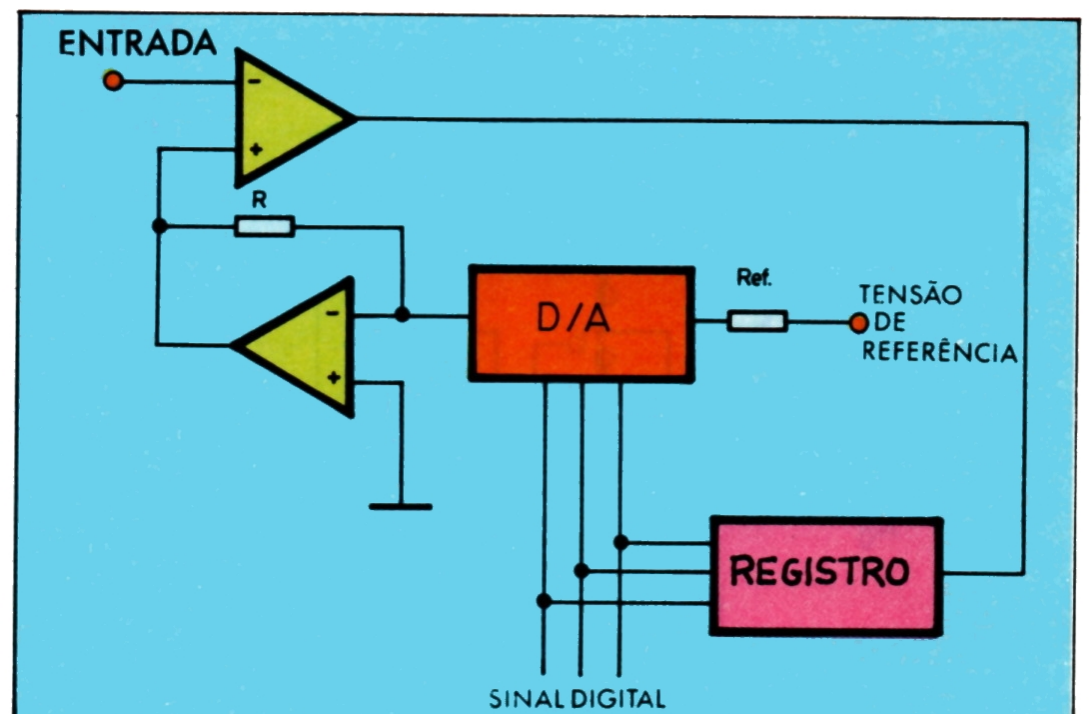 ENTRADA
-
+
R
-
+
D/A
Ref.
TENSÃO
DE
REFERÊNCIA
REGISTRO
SINAL DIGITAL